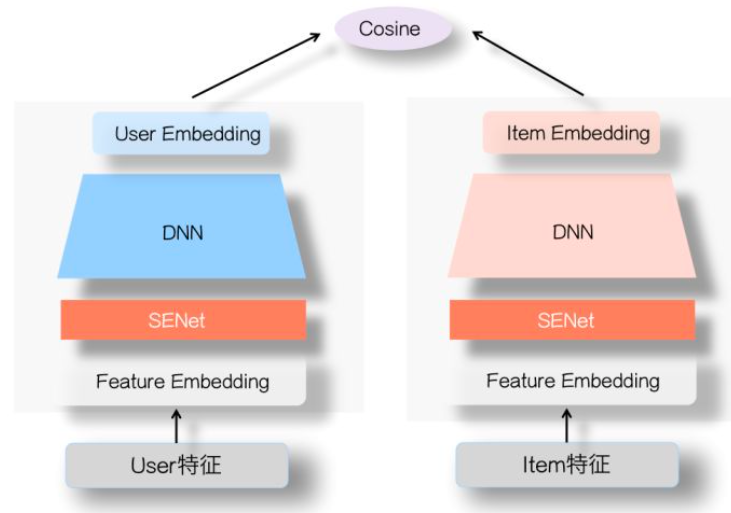 Cosine
User Embedding
Item Embedding
DNN
DNN
SENet
SENet
Feature Embedding
Feature Embedding
User特征
Item特征